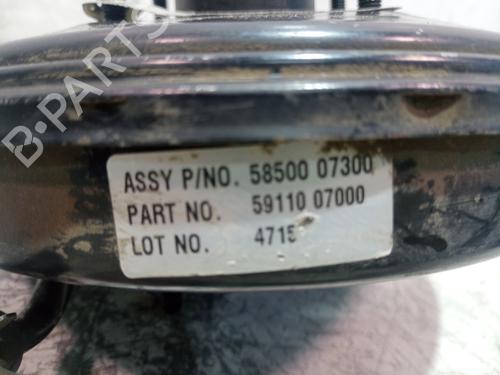 B-PARTS
ASSY P/NO. 58500 07300
PART NO. 59110 07000
LOT NO. 4715